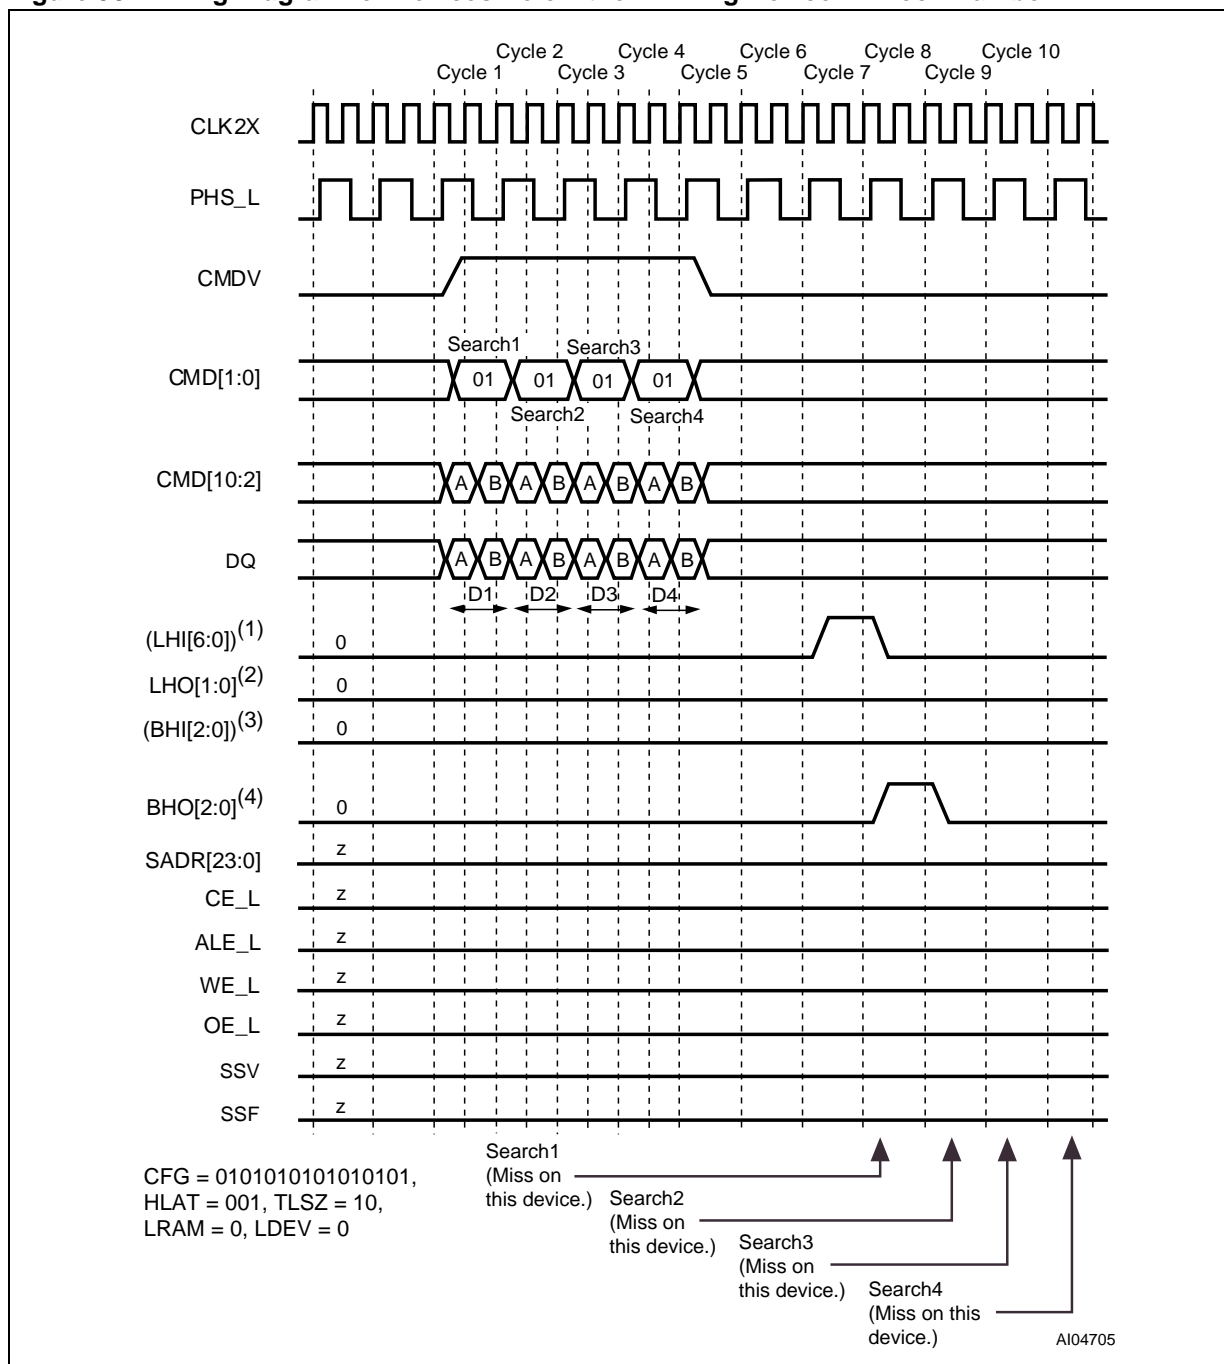 Cycle 2 Cycle 4 Cycle 6 Cycle 8 Cycle 10
Cycle 1 Cycle 3 Cycle 5 Cycle 7 Cycle 9
CLK2X
PHS_L
CMDV
Search1 Search3
CMD[1:0] 01 01 01 01
Search2 Search4
CMD[10:2] A B A B A B A B
DQ A B A B A B A B
D1 D2 D3 D4
(LHI[6:0])(1) 0
LHO[1:0](2) 0
(BHI[2:0])(3) 0
BHO[2:0](4) 0
SADR[23:0] z
CE_L z
ALE_L z
WE_L z
OE_L z
SSV z
SSF z
CFG = 0101010101010101,
HLAT = 001, TLSZ = 10,
LRAM = 0, LDEV = 0
Search1
(Miss on
this device.)
Search2
(Miss on
this device.)
Search3
(Miss on
this device.)
Search4
(Miss on this
device.)
AI04705